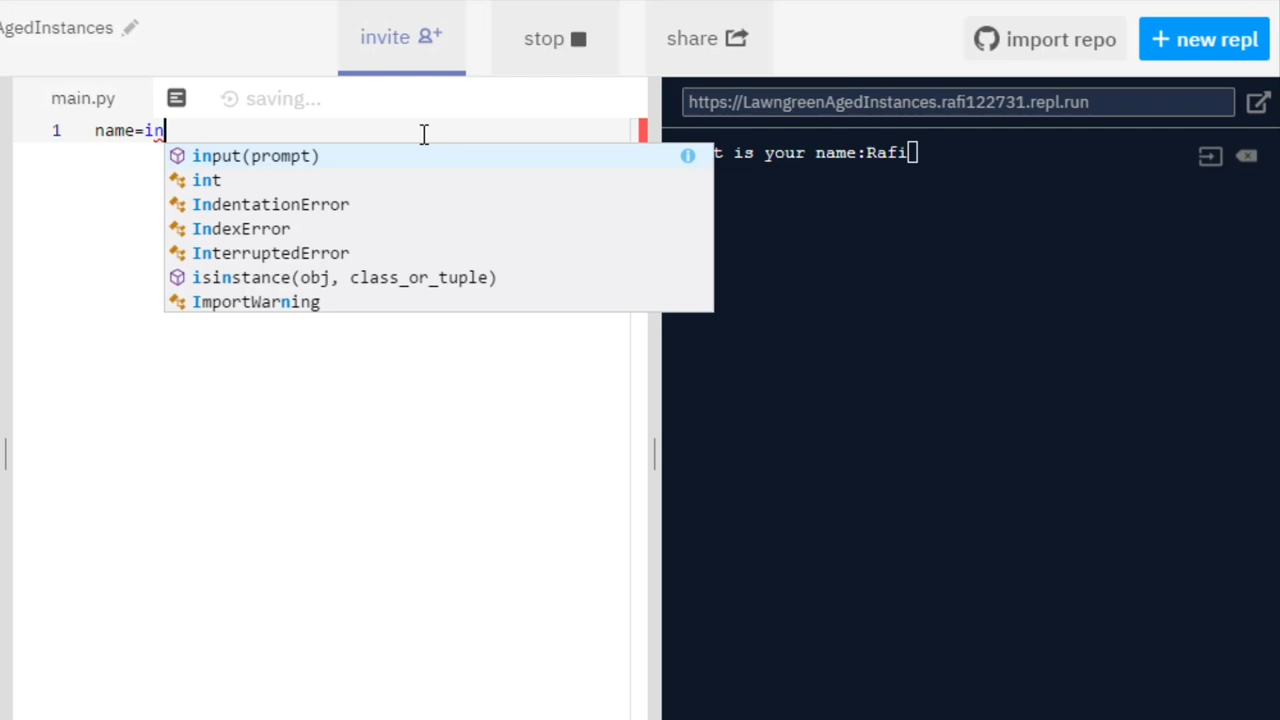 AgedInstances
invite
stop
share
import repo
+ new repl
main.py
saving...
https://LawngreenAgedInstances.rafi122731.repl.run
1 name=in
t is your name:Rafi
input(prompt)
int
IndentationError
IndexError
InterruptedError
isinstance(obj, class_or_tuple)
ImportWarning